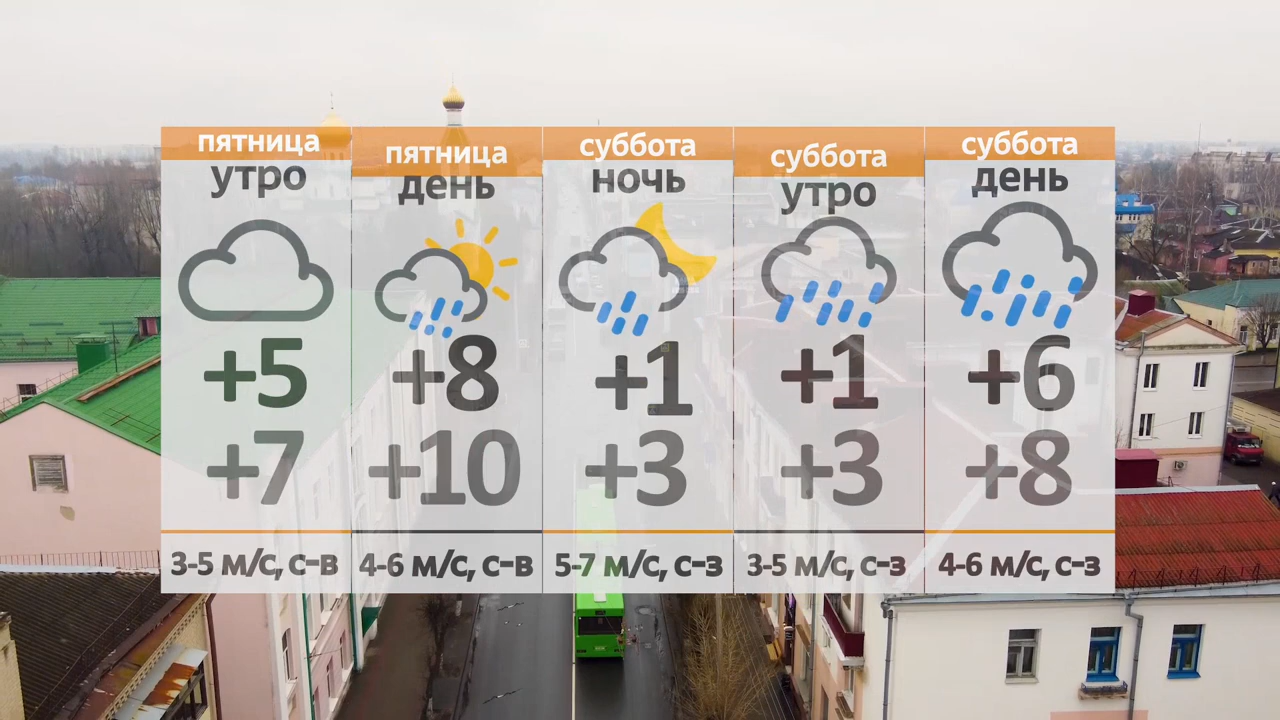 пятница
утро
+5
+7
3-5 м/с, с-в
пятница
день
+8
+10
4-6 м/с, с-в
суббота
ночь
+1
+3
5-7 м/с, с-з
суббота
утро
+1
+3
3-5 м/с, с-з
суббота
день
+6
+8
4-6 м/с, с-з